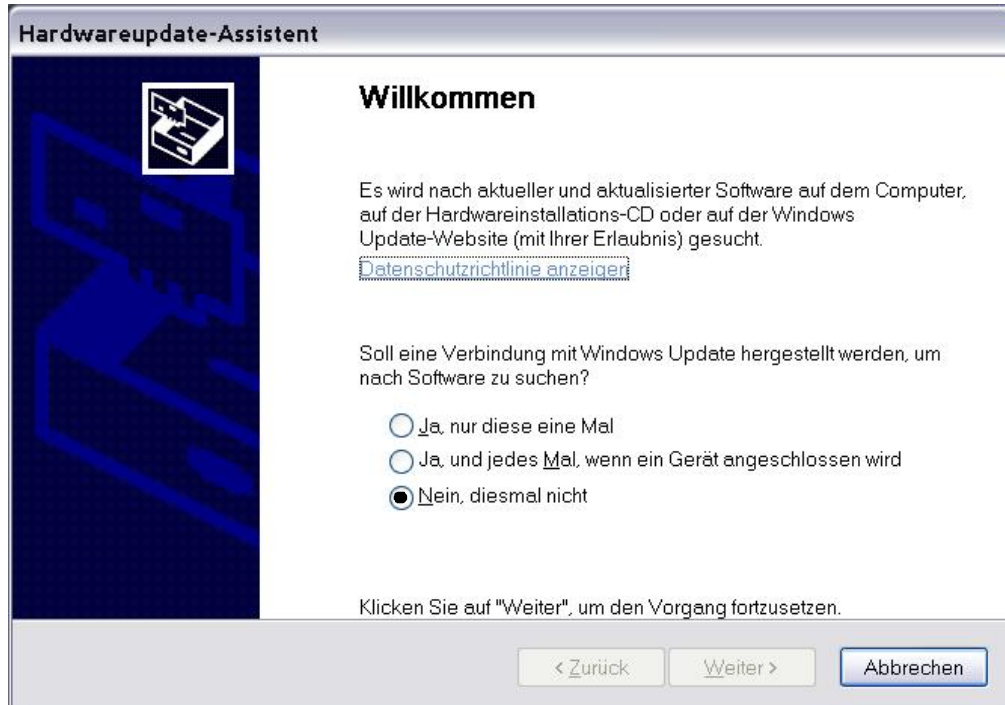 Hardwareupdate-Assistent
Willkommen
Es wird nach aktueller und aktualisierter Software auf dem Computer,
auf der Hardwareinstallations-CD oder auf der Windows
Update-Website (mit Ihrer Erlaubnis) gesucht.
Datenschutzrichtlinie anzeigen
Soll eine Verbindung mit Windows Update hergestellt werden, um
nach Software zu suchen?
Ja, nur diese eine Mal
Ja, und jedes Mal, wenn ein Gerät angeschlossen wird
Nein, diesmal nicht
Klicken Sie auf "Weiter", um den Vorgang fortzusetzen.
< Zurück Weiter > Abbrechen